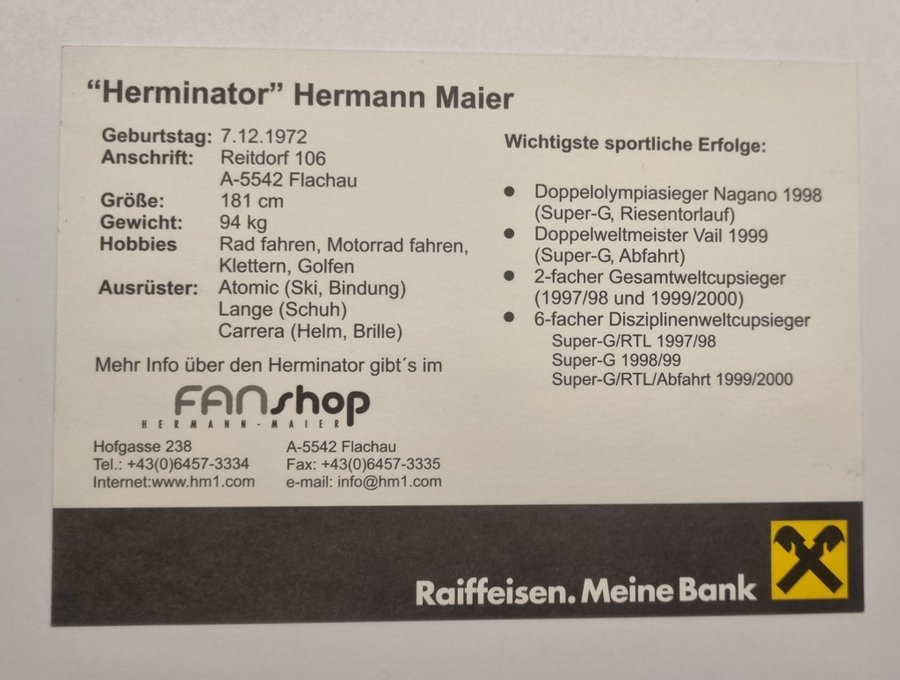 “Herminator” Hermann Maier
Geburtstag: 7.12.1972
Anschrift: Reitdorf 106
A-5542 Flachau
Größe: 181 cm
Gewicht: 94 kg
Hobbies Rad fahren, Motorrad fahren,
Klettern, Golfen
Ausrüster: Atomic (Ski, Bindung)
Lange (Schuh)
Carrera (Helm, Brille)
Mehr Info über den Herminator gibt´s im
FANshop
HERMANN-MAIER
Hofgasse 238 A-5542 Flachau
Tel.: +43(0)6457-3334 Fax: +43(0)6457-3335
Internet:www.hm1.com e-mail: info@hm1.com
Wichtigste sportliche Erfolge:
● Doppelolympiasieger Nagano 1998
(Super-G, Riesentorlauf)
● Doppelweltmeister Vail 1999
(Super-G, Abfahrt)
● 2-facher Gesamtweltcupsieger
(1997/98 und 1999/2000)
● 6-facher Disziplinenweltcupsieger
Super-G/RTL 1997/98
Super-G 1998/99
Super-G/RTL/Abfahrt 1999/2000
Raiffeisen. Meine Bank